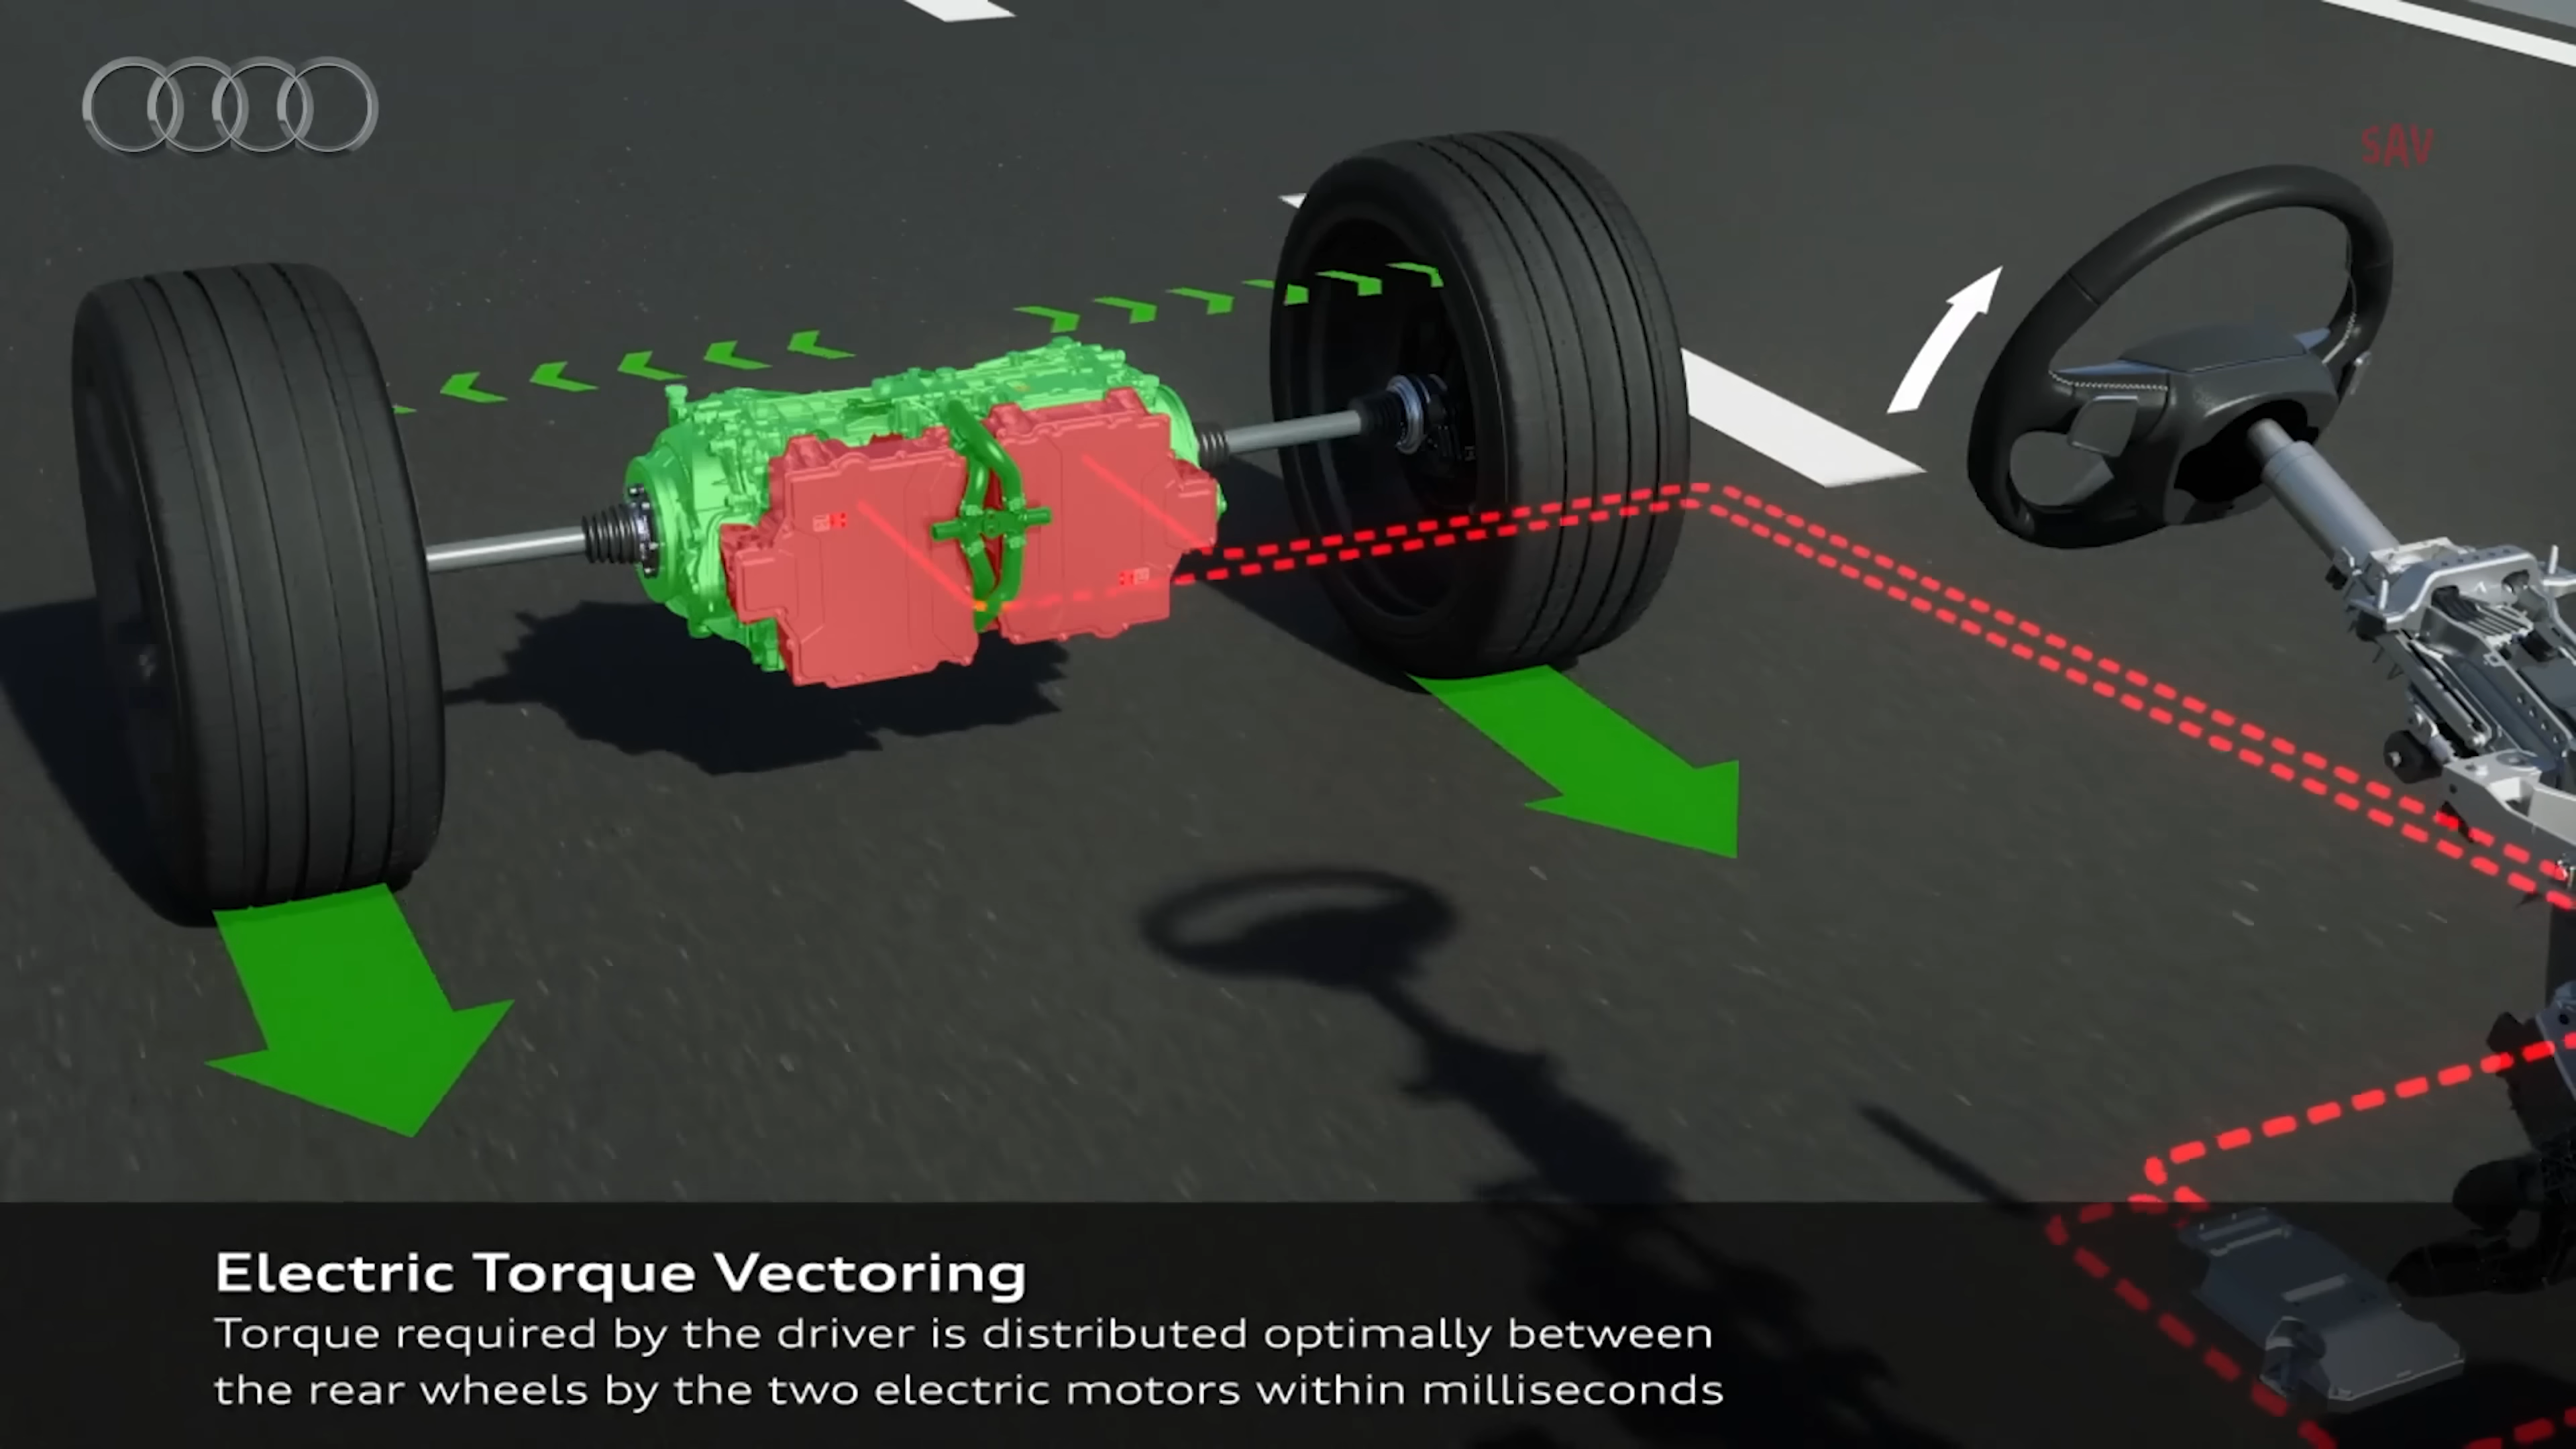 SAV
Electric Torque Vectoring
Torque required by the driver is distributed optimally between
the rear wheels by the two electric motors within milliseconds